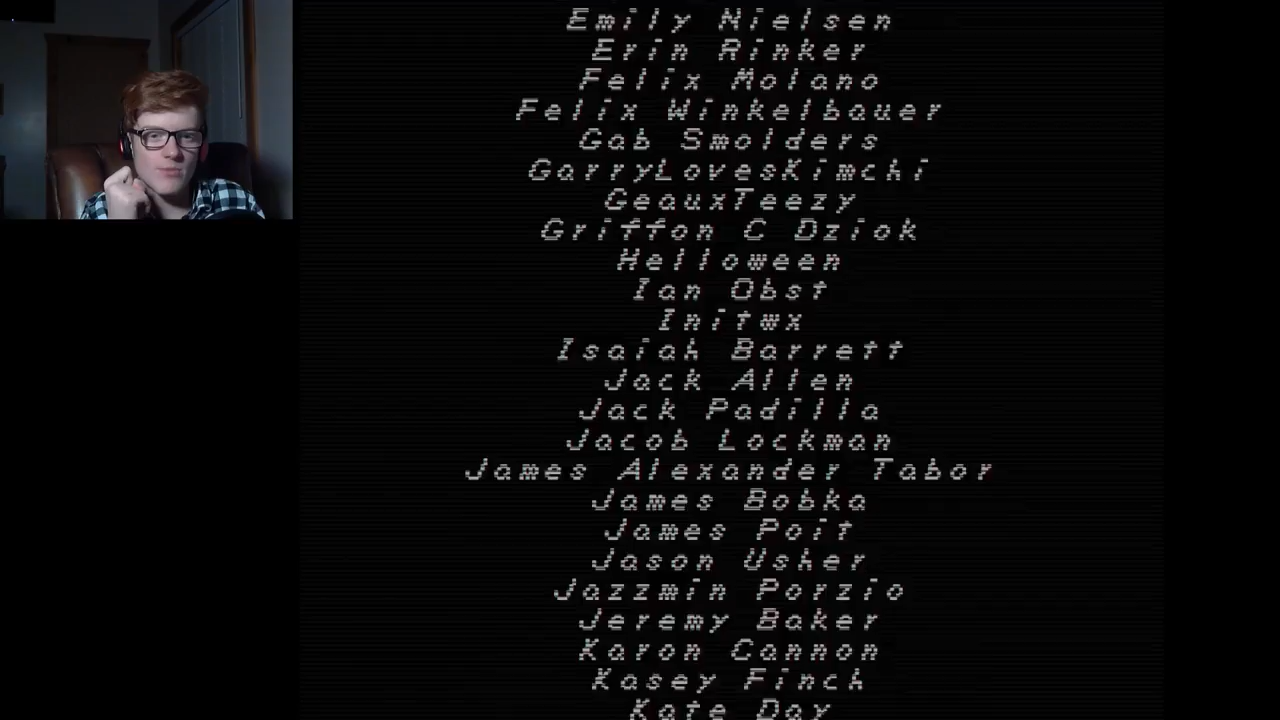 Emily Nielsen
Erin Rinker
Felix Molano
Felix Winkelbauer
Gab Smolders
GarryLovesKimchi
GeauxTeezy
Griffon C Dziok
Helloween
Ian Obst
Initwx
Isaiah Barrett
Jack Allen
Jack Padilla
Jacob Lockman
James Alexander Tabor
James Bobka
James Poit
Jason Usher
Jazzmin Porzio
Jeremy Baker
Karon Cannon
Kasey Finch
Kate Day